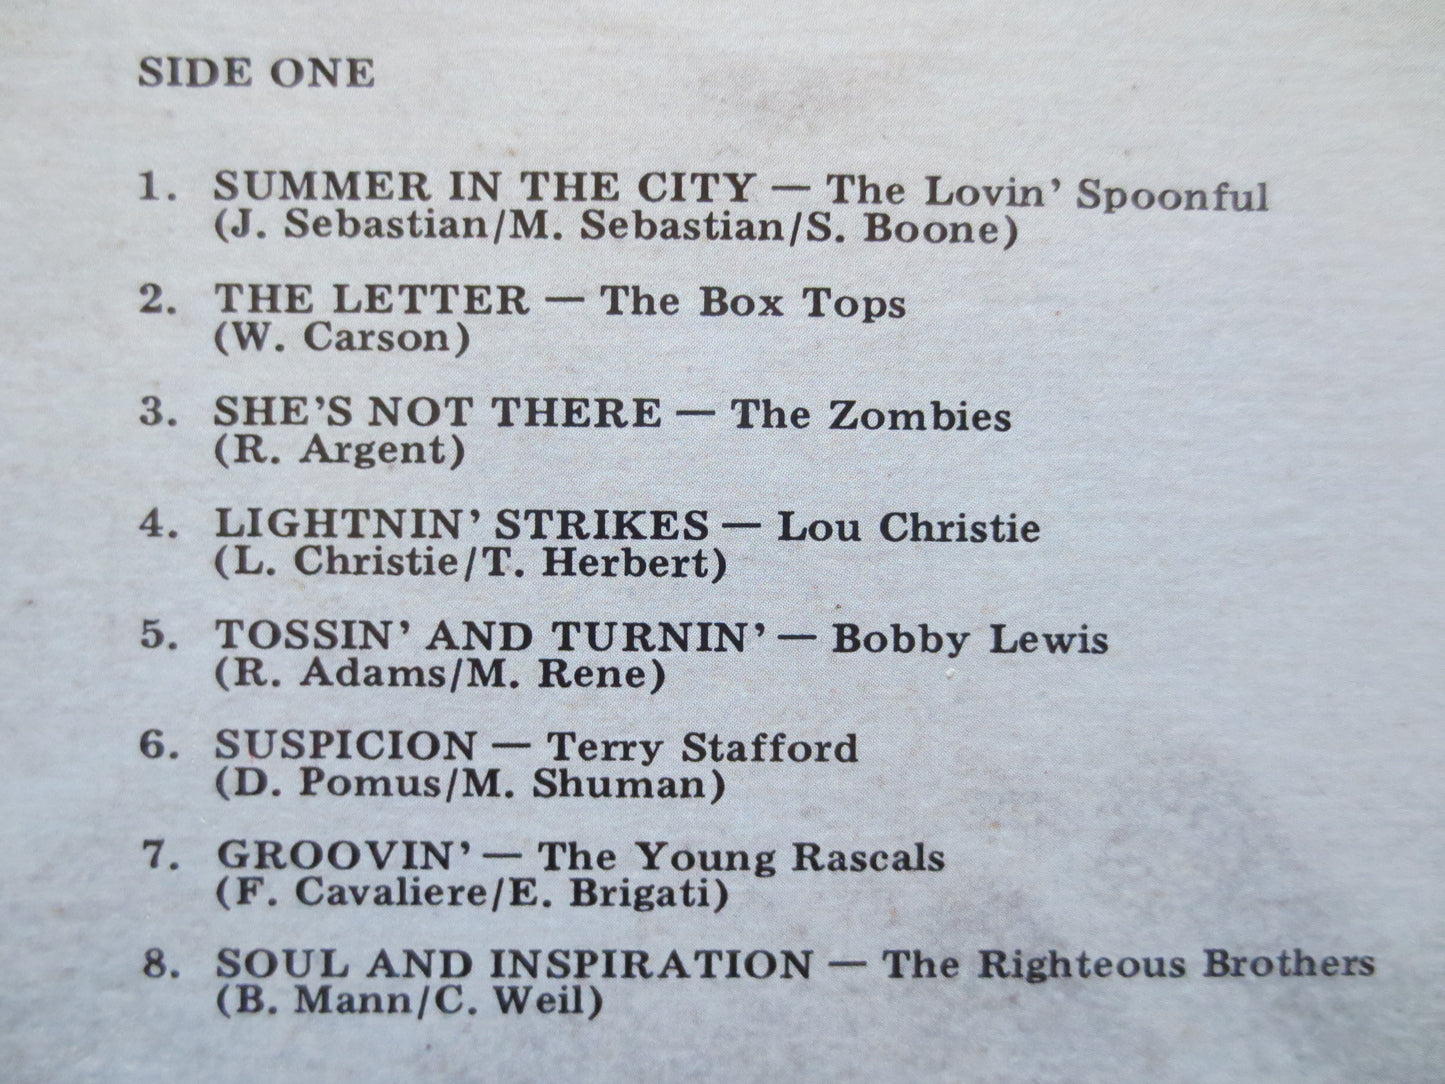 SIDE ONE
1. SUMMER IN THE CITY — The Lovin’ Spoonful
(J. Sebastian/M. Sebastian/S. Boone)
2. THE LETTER — The Box Tops
(W. Carson)
3. SHE’S NOT THERE — The Zombies
(R. Argent)
4. LIGHTNIN’ STRIKES — Lou Christie
(L. Christie/T. Herbert)
5. TOSSIN’ AND TURNIN’ — Bobby Lewis
(R. Adams/M. Rene)
6. SUSPICION — Terry Stafford
(D. Pomus/M. Shuman)
7. GROOVIN’ — The Young Rascals
(F. Cavaliere/E. Brigati)
8. SOUL AND INSPIRATION — The Righteous Brothers
(B. Mann/C. Weil)